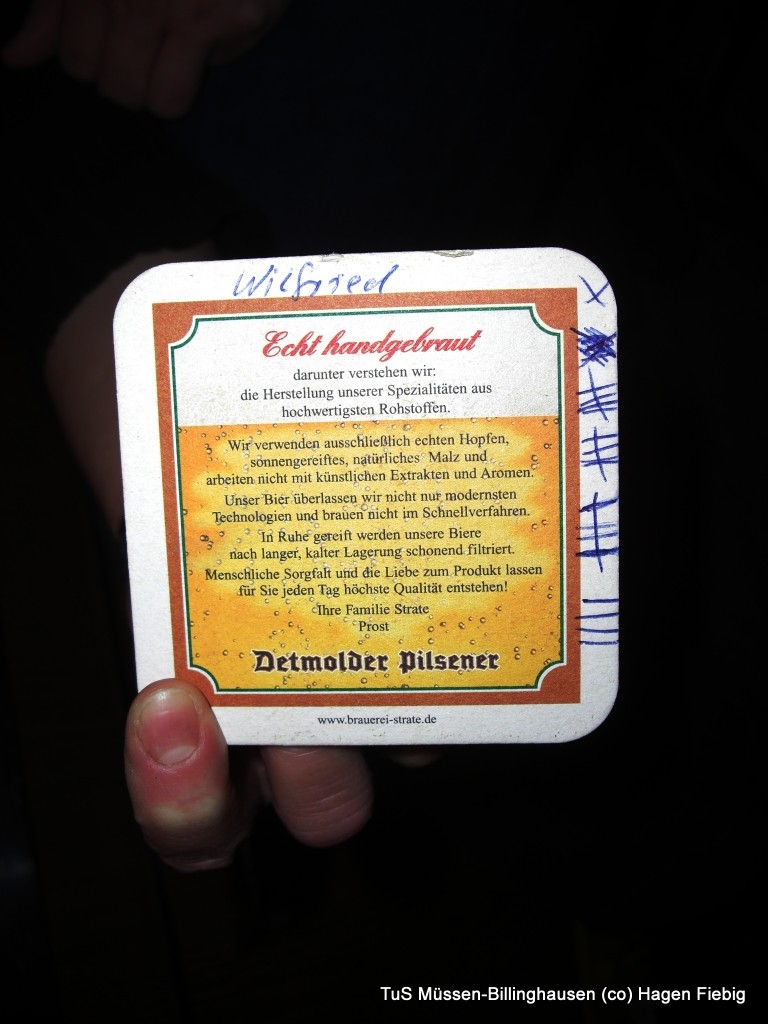 Wilfried
Echt handgebraut
darunter verstehen wir:
die Herstellung unserer Spezialitäten aus
hochwertigsten Rohstoffen.
Wir verwenden ausschließlich echten Hopfen,
sonnengereiftes, natürliches Malz und
arbeiten nicht mit künstlichen Extrakten und Aromen.
Unser Bier überlassen wir nicht nur modernsten
Technologien und brauen nicht im Schnellverfahren.
In Ruhe gereift werden unsere Biere
nach langer, kalter Lagerung schonend filtriert.
Menschliche Sorgfalt und die Liebe zum Produkt lassen
für Sie jeden Tag höchste Qualität entstehen!
Ihre Familie Strate
Prost
Detmolder Pilsener
www.brauerei-strate.de
TuS Müssen-Billinghausen (co) Hagen Fiebig